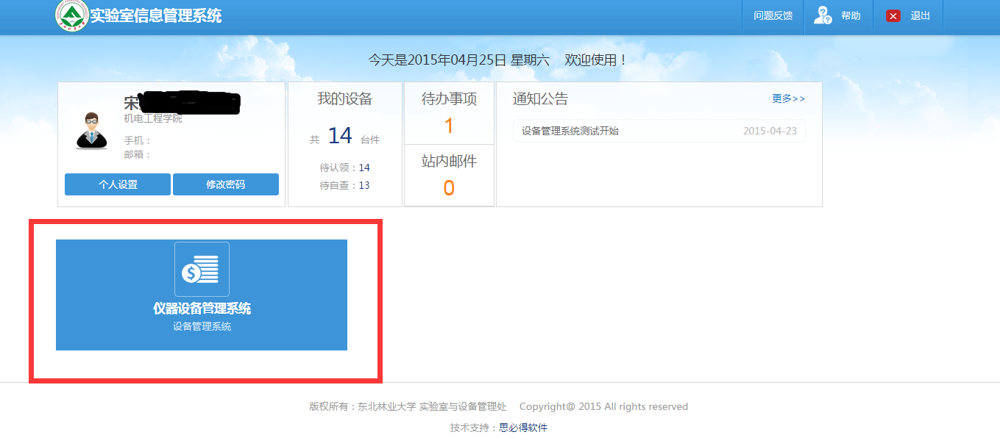 实验室信息管理系统
问题反馈
帮助
退出
今天是2015年04月25日 星期六 欢迎使用！
宋
机电工程学院
手机：
邮箱：
个人设置
修改密码
我的设备
共 14 台件
待认领：14
待自查：13
待办事项
1
站内邮件
0
通知公告
更多>>
设备管理系统测试开始
2015-04-23
仪器设备管理系统
设备管理系统
版权所有：东北林业大学 实验室与设备管理处 Copyright@ 2015 All rights reserved
技术支持：思必得软件